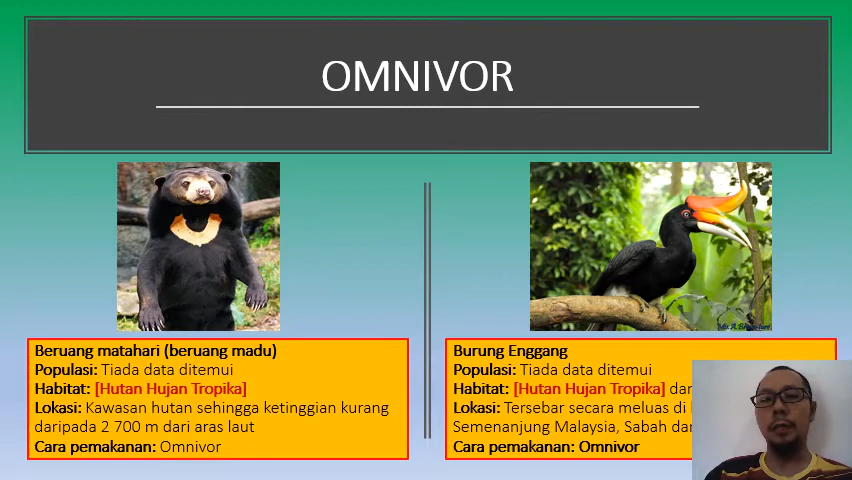 OMNIVOR
Beruang matahari (beruang madu)
Populasi: Tiada data ditemui
Habitat: [Hutan Hujan Tropika]
Lokasi: Kawasan hutan sehingga ketinggian kurang
daripada 2 700 m dari aras laut
Cara pemakanan: Omnivor
Burung Enggang
Populasi: Tiada data ditemui
Habitat: [Hutan Hujan Tropika] dan
Lokasi: Tersebar secara meluas di
Semenanjung Malaysia, Sabah dan
Cara pemakanan: Omnivor